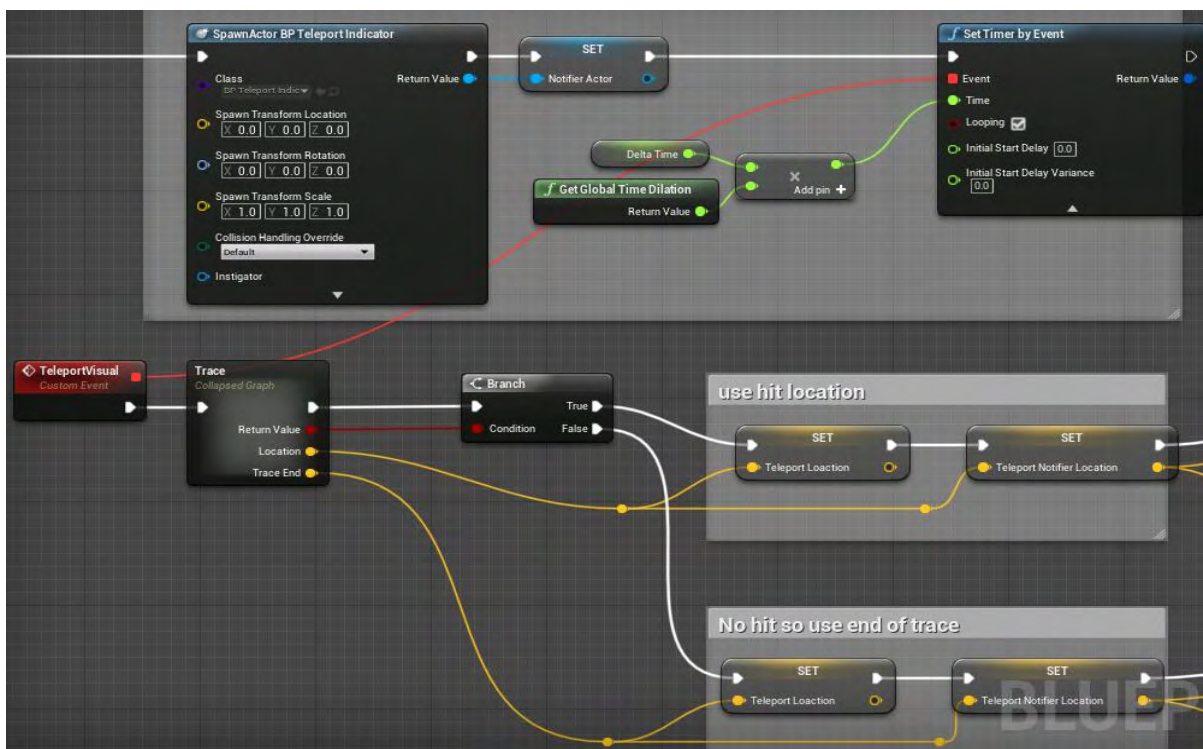 SpawnActor BP Teleport Indicator
Class
Return Value
BP Teleport Indic
Spawn Transform Location
X 0.0 Y 0.0 Z 0.0
Spawn Transform Rotation
X 0.0 Y 0.0 Z 0.0
Spawn Transform Scale
X 1.0 Y 1.0 Z 1.0
Collision Handling Override
Default
Instigator
SET
Notifier Actor
Delta Time
f Get Global Time Dilation
Return Value
Add pin +
f Set Timer by Event
Event
Return Value
Time
Looping
Initial Start Delay 0.0
Initial Start Delay Variance
0.0
TeleportVisual
Custom Event
Trace
Collapsed Graph
Return Value
Location
Trace End
Branch
True
Condition
False
use hit location
SET
Teleport Loaction
SET
Teleport Notifier Location
No hit so use end of trace
SET
Teleport Loaction
SET
Teleport Notifier Location
BLUEP